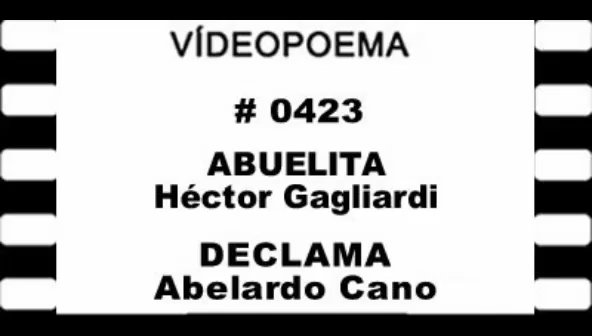 VÍDEOPOEMA
# 0423
ABUELITA
Héctor Gagliardi
DECLAMA
Abelardo Cano